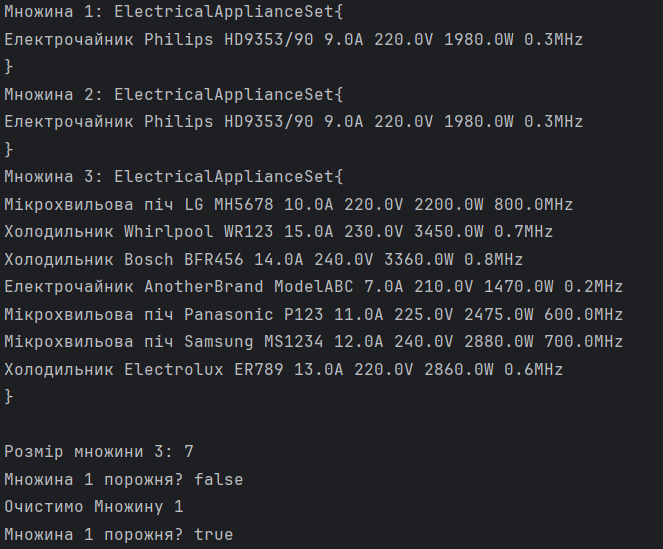 Множина 1: ElectricalApplianceSet{
Електрочайник Philips HD9353/90 9.0A 220.0V 1980.0W 0.3MHz
}
Множина 2: ElectricalApplianceSet{
Електрочайник Philips HD9353/90 9.0A 220.0V 1980.0W 0.3MHz
}
Множина 3: ElectricalApplianceSet{
Мікрохвильова піч LG MH5678 10.0A 220.0V 2200.0W 800.0MHz
Холодильник Whirlpool WR123 15.0A 230.0V 3450.0W 0.7MHz
Холодильник Bosch BFR456 14.0A 240.0V 3360.0W 0.8MHz
Електрочайник AnotherBrand ModelABC 7.0A 210.0V 1470.0W 0.2MHz
Мікрохвильова піч Panasonic P123 11.0A 225.0V 2475.0W 600.0MHz
Мікрохвильова піч Samsung MS1234 12.0A 240.0V 2880.0W 700.0MHz
Холодильник Electrolux ER789 13.0A 220.0V 2860.0W 0.6MHz
}
Розмір множини 3: 7
Множина 1 порожня? false
Очистимо Множину 1
Множина 1 порожня? true